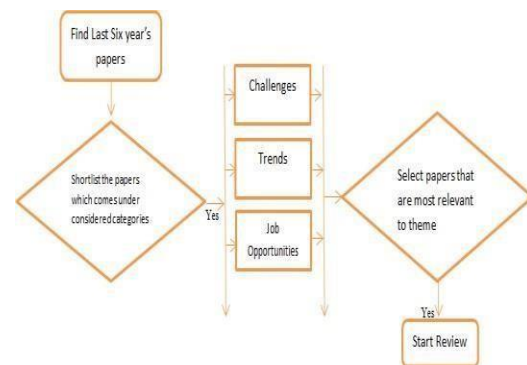 Find Last Six year's
papers
Shortlist the papers
which comes under
considered categories
Yes
Challenges
Trends
Job
Opportunities
Select papers that
are most relevant
to theme
Yes
Start Review